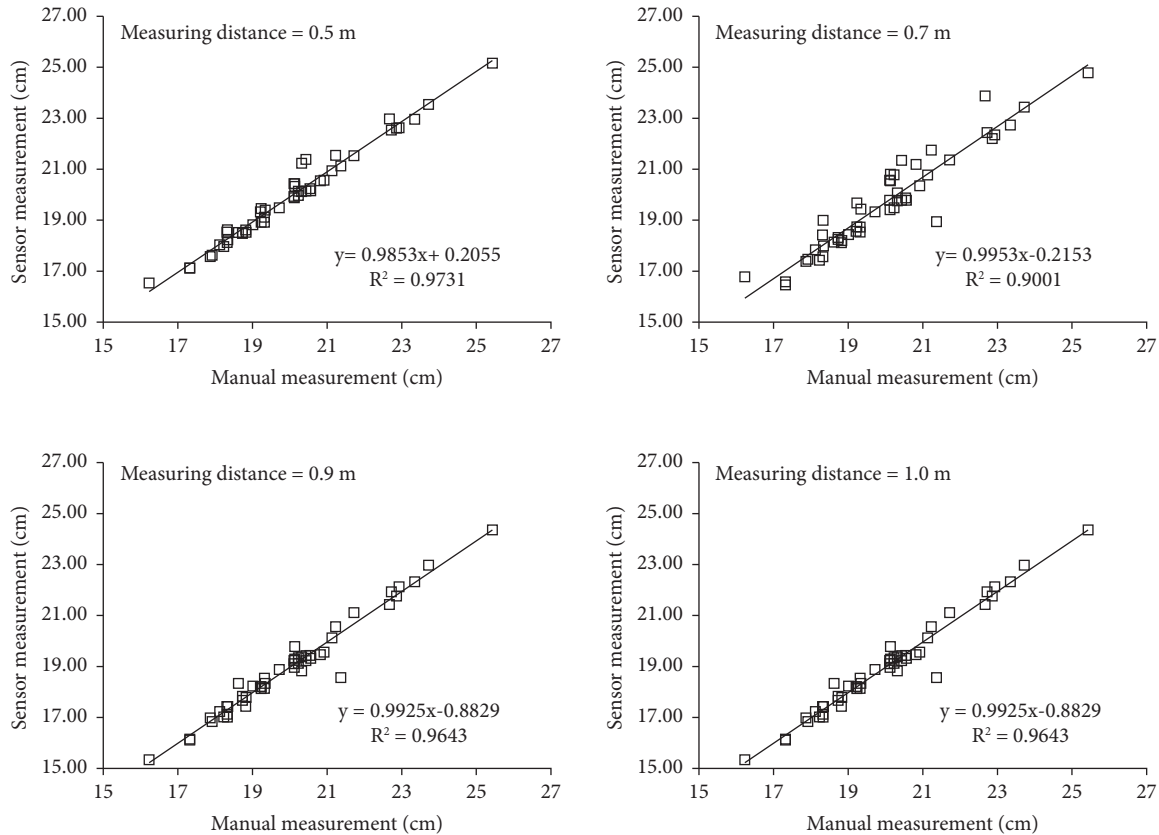 27.00
25.00
23.00
21.00
19.00
17.00
15.00
Sensor measurement (cm)
Measuring distance = 0.5 m
y= 0.9853x+ 0.2055
R² = 0.9731
15 17 19 21 23 25 27
Manual measurement (cm)
27.00
25.00
23.00
21.00
19.00
17.00
15.00
Sensor measurement (cm)
Measuring distance = 0.7 m
y= 0.9953x-0.2153
R² = 0.9001
15 17 19 21 23 25 27
Manual measurement (cm)
27.00
25.00
23.00
21.00
19.00
17.00
15.00
Sensor measurement (cm)
Measuring distance = 0.9 m
y = 0.9925x-0.8829
R² = 0.9643
15 17 19 21 23 25 27
Manual measurement (cm)
27.00
25.00
23.00
21.00
19.00
17.00
15.00
Sensor measurement (cm)
Measuring distance = 1.0 m
y = 0.9925x-0.8829
R² = 0.9643
15 17 19 21 23 25 27
Manual measurement (cm)